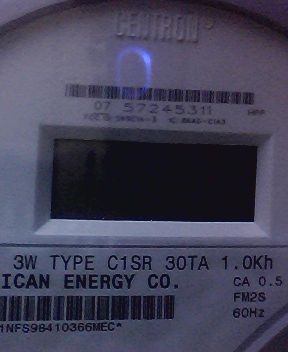 CENTRON®
07 57245311
3W TYPE C1SR 30TA 1.0Kh
ICAN ENERGY CO. CA 0.5
FM2S
60Hz
1NFS98410366MEC*